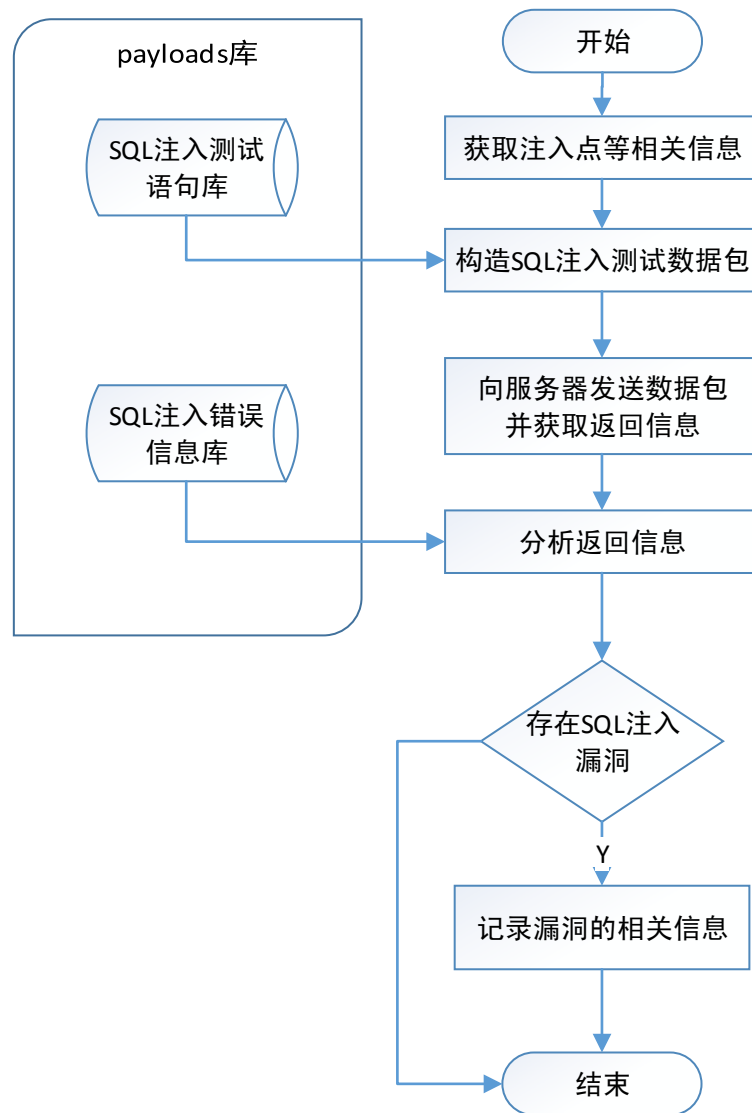 payloads库
SQL注入测试
语句库
SQL注入错误
信息库
开始
获取注入点等相关信息
构造SQL注入测试数据包
向服务器发送数据包
并获取返回信息
分析返回信息
存在SQL注入
漏洞
Y
记录漏洞的相关信息
结束